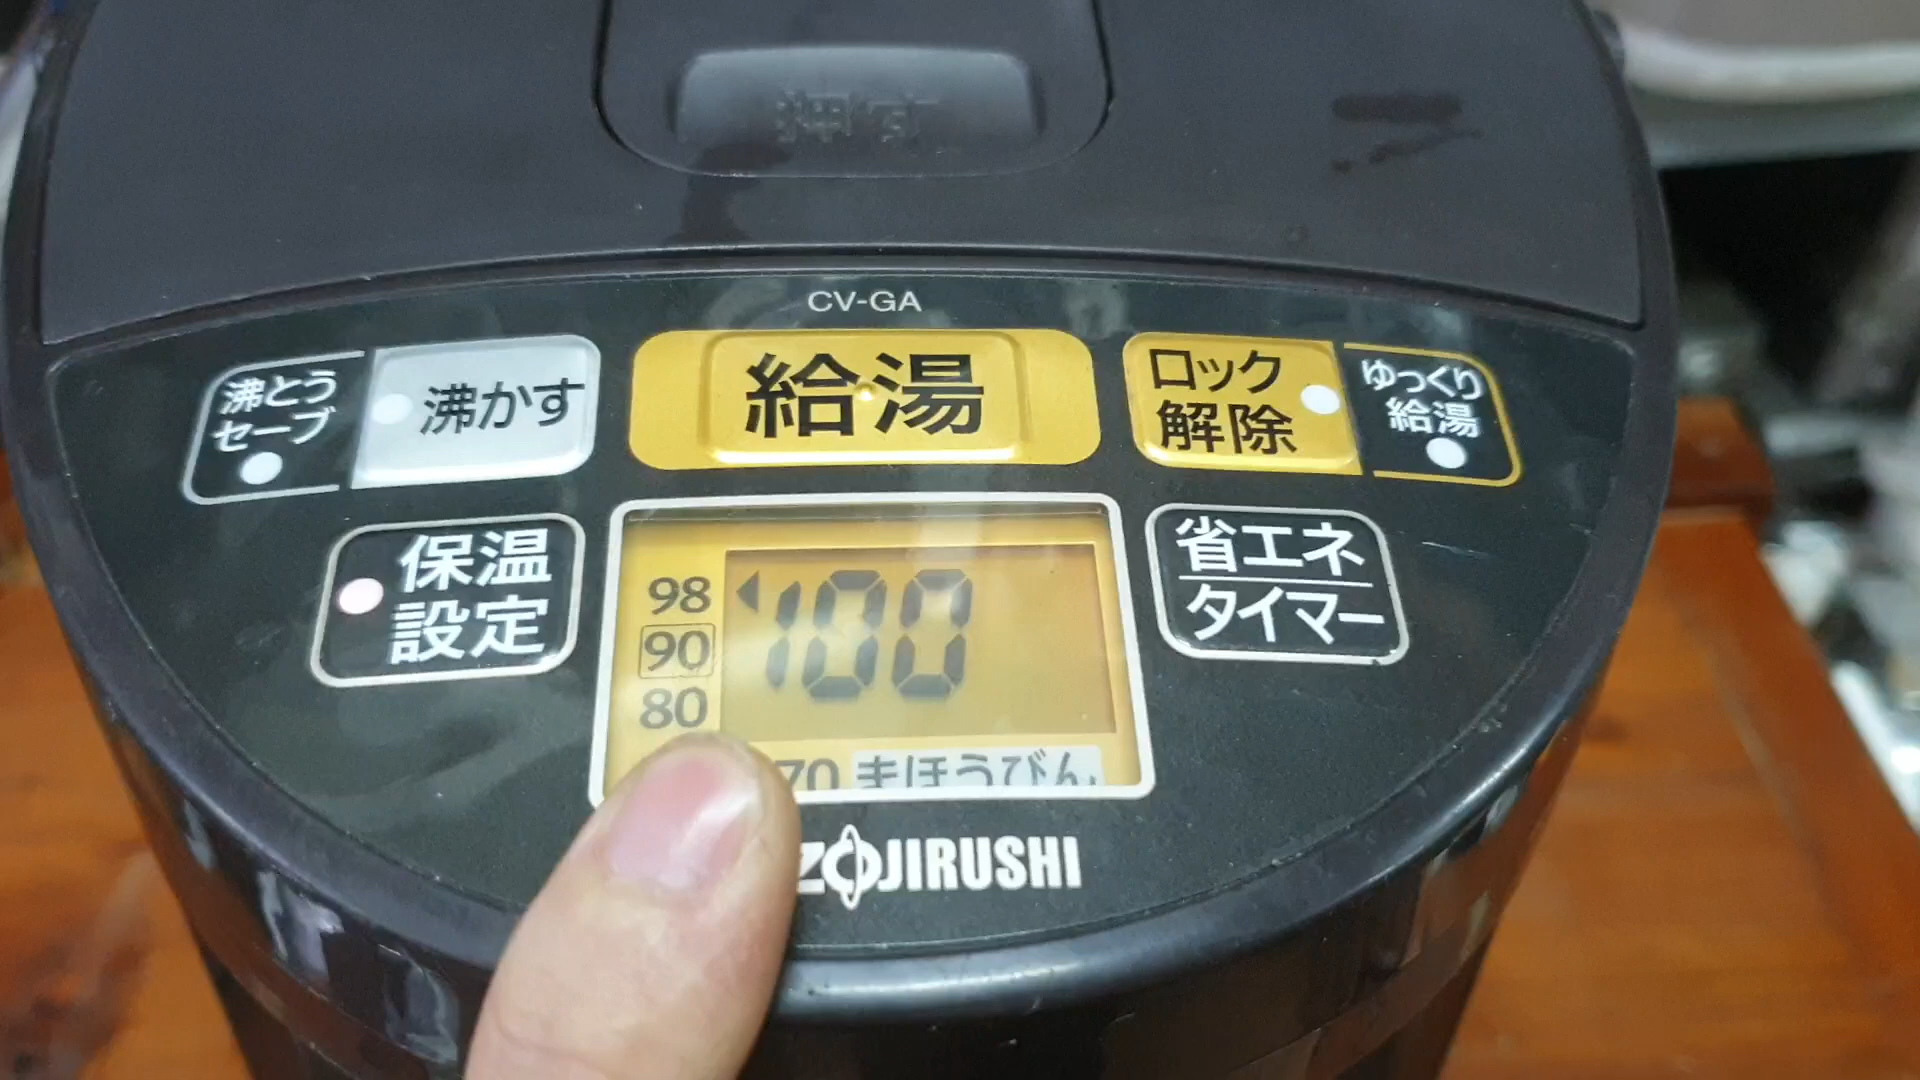 押す
CV-GA
沸とう
セーブ
沸かす
給湯
ロック
解除
ゆっくり
給湯
保温
設定
98
90
80
100
省エネ
タイマー
70 まほうびん
ZOJIRUSHI